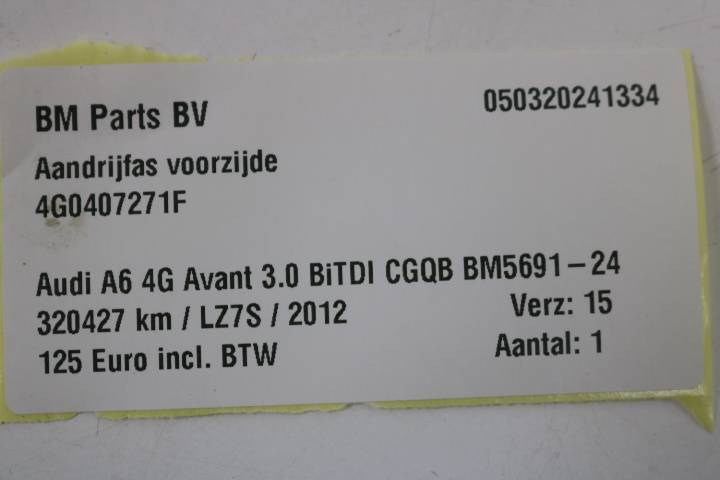 BM Parts BV 050320241334
Aandrijfas voorzijde
4G0407271F
Audi A6 4G Avant 3.0 BiTDI CGQB BM5691-24
320427 km / LZ7S / 2012 Verz: 15
125 Euro incl. BTW Aantal: 1